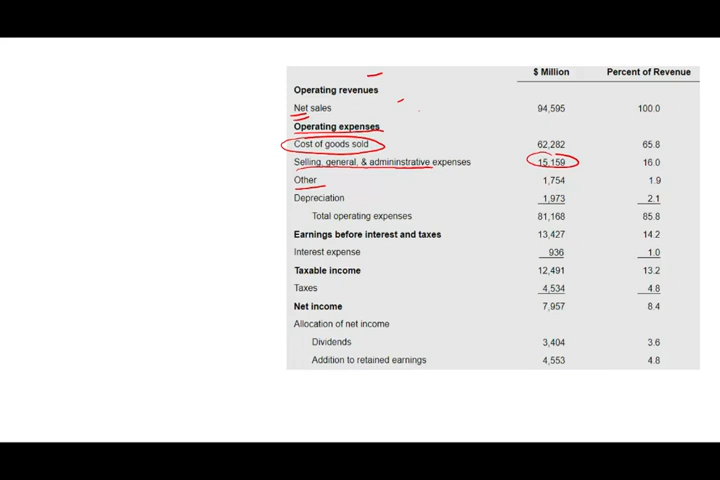 $ Million Percent of Revenue
Operating revenues
Net sales 94,595 100.0
Operating expenses
Cost of goods sold 62,282 65.8
Selling, general, & admininstrative expenses 15,159 16.0
Other 1,754 1.9
Depreciation 1,973 2.1
Total operating expenses 81,168 85.8
Earnings before interest and taxes 13,427 14.2
Interest expense 936 1.0
Taxable income 12,491 13.2
Taxes 4,534 4.8
Net income 7,957 8.4
Allocation of net income
Dividends 3,404 3.6
Addition to retained earnings 4,553 4.8